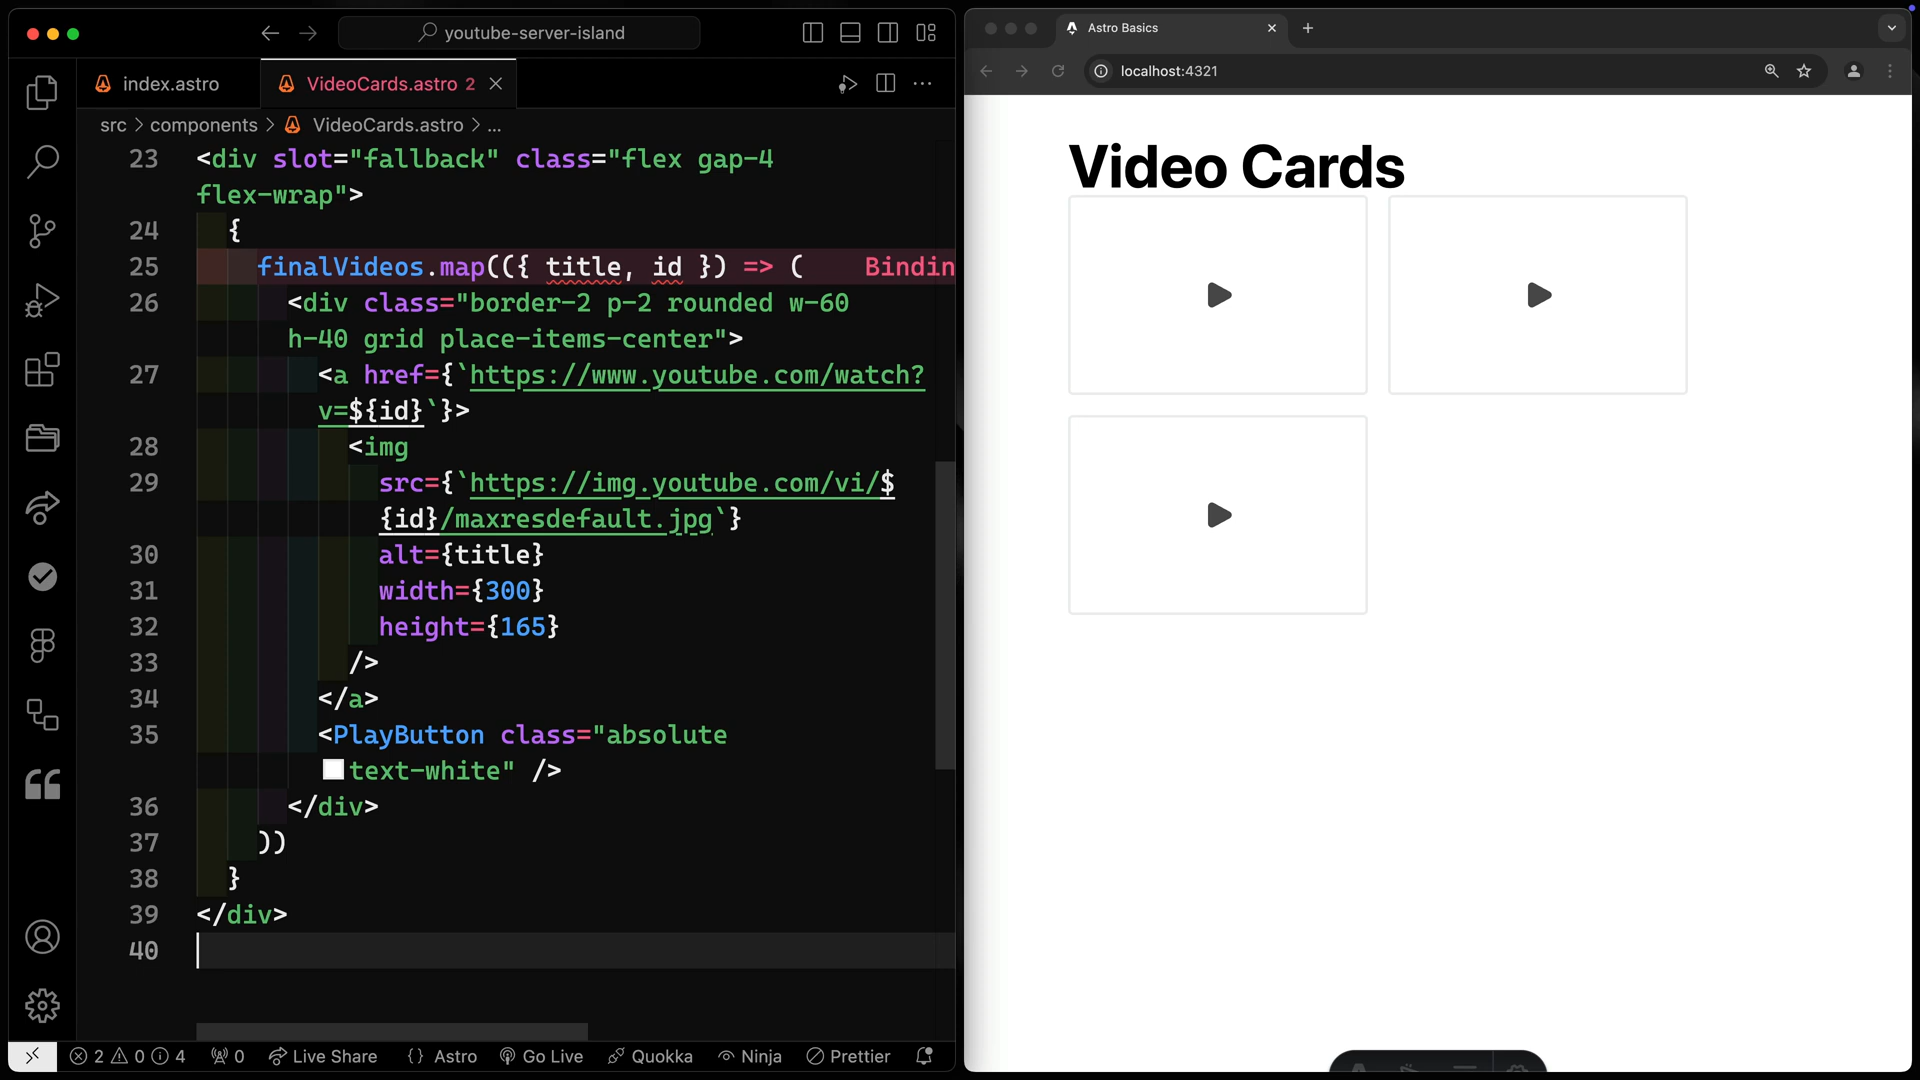 youtube-server-island
index.astro
VideoCards.astro 2
src > components > VideoCards.astro > ...
23 <div slot="fallback" class="flex gap-4
flex-wrap">
24 {
25 finalVideos.map(({ title, id }) => ( Bindin
26 <div class="border-2 p-2 rounded w-60
h-40 grid place-items-center">
27 <a href={`https://www.youtube.com/watch?
v=${id}`}>
28 <img
29 src={`https://img.youtube.com/vi/$
{id}/maxresdefault.jpg`}
30 alt={title}
31 width={300}
32 height={165}
33 />
34 </a>
35 <PlayButton class="absolute
text-white" />
36 </div>
37 ))
38 }
39 </div>
40
2 0 4 0 Live Share {} Astro Go Live Quokka Ninja Prettier
Astro Basics
localhost:4321
Video Cards